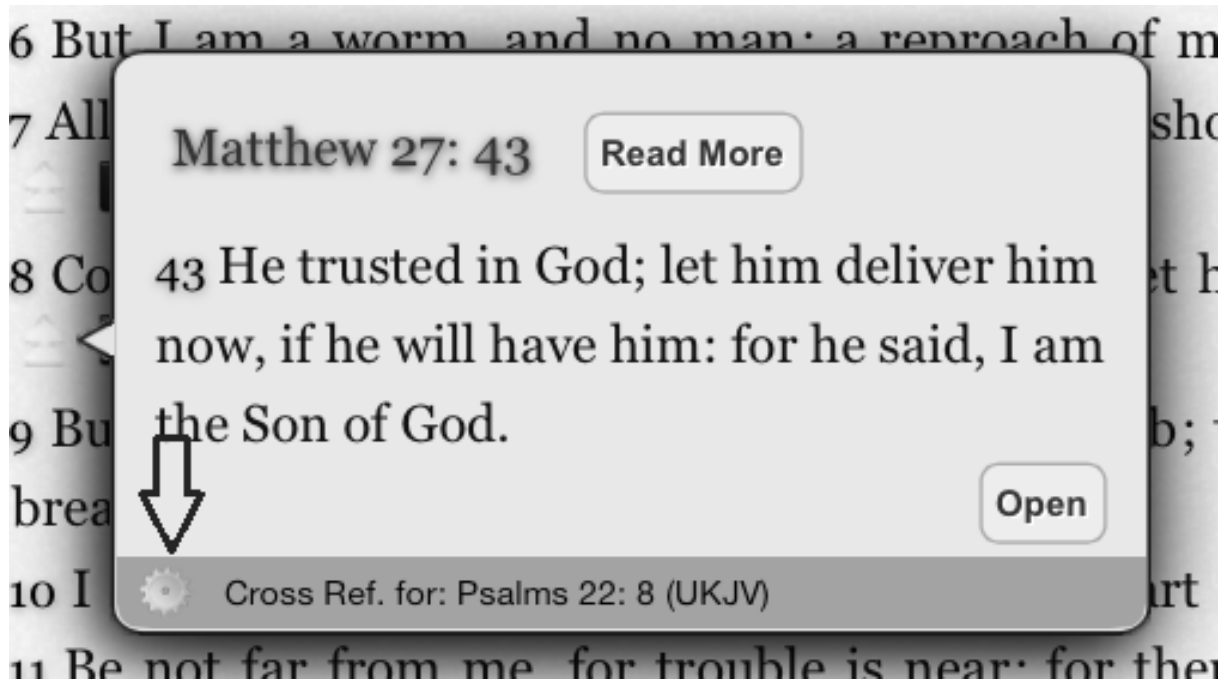 6 But I am a worm, and no man: a reproach of m
7 All
sho
Matthew 27: 43
Read More
8 Co
et h
43 He trusted in God; let him deliver him
now, if he will have him: for he said, I am
the Son of God.
9 Bu
b;
brea
Open
10 I
art
Cross Ref. for: Psalms 22: 8 (UKJV)
11 Be not far from me, for trouble is near; for ther